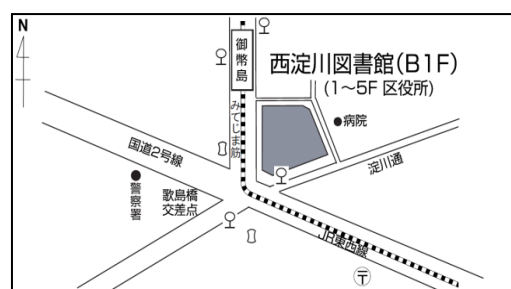 N
御幣島
西淀川図書館(B1F)
(1～5F 区役所)
みてじま筋
病院
国道2号線
淀川通
警察署
歌島橋
交差点
JR東西線
〒